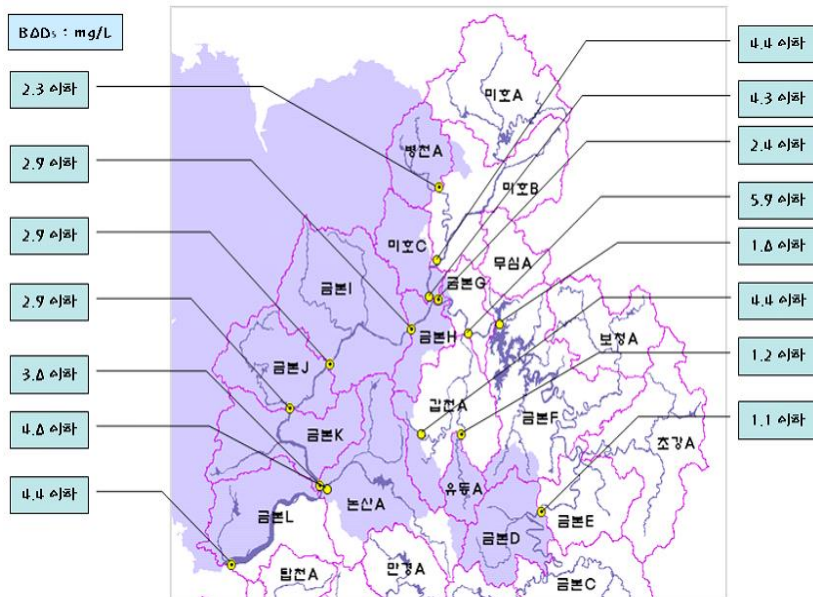 BOD₅ : mg/L
2.3 이하
2.9 이하
2.9 이하
2.9 이하
3.0 이하
4.0 이하
4.4 이하
미호A
병천A
미호B
미호C
무심A
금본G
금본I
금본H
보청A
금본J
갑천A
금본F
금본K
초강A
유등A
논산A
금본L
금본E
금본D
탑천A
만경A
금본C
4.4 이하
4.3 이하
2.4 이하
5.9 이하
1.0 이하
4.4 이하
1.2 이하
1.1 이하